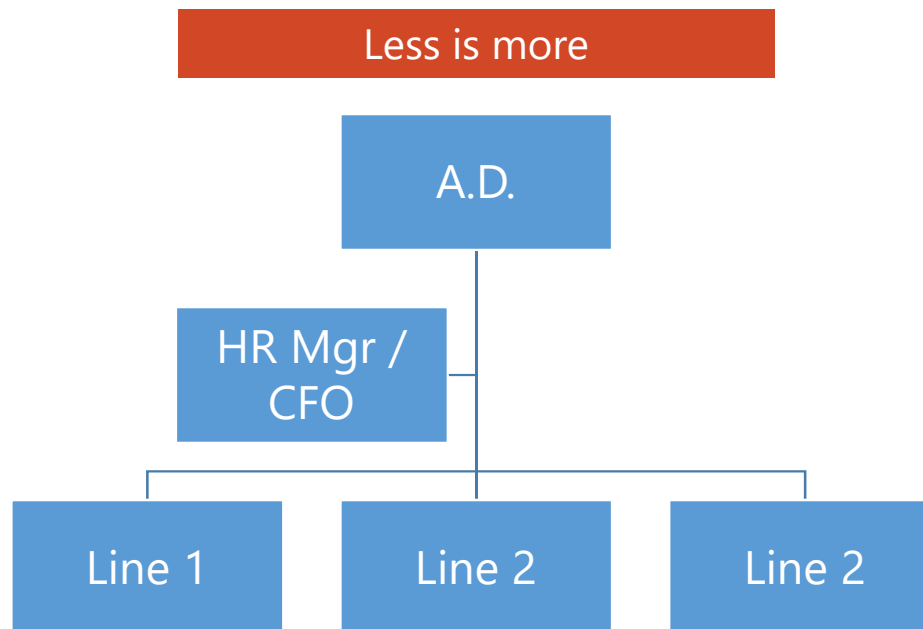 Less is more
A.D.
HR Mgr /
CFO
Line 1
Line 2
Line 2